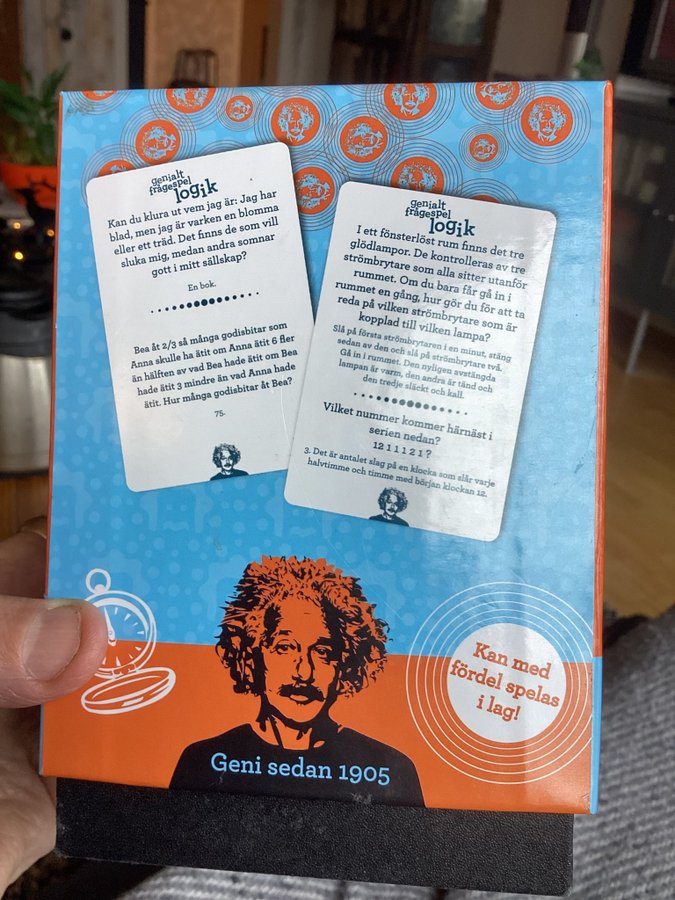 genialt
frågespel
logik
Kan du klura ut vem jag är: Jag har
blad, men jag är varken en blomma
eller ett träd. Det finns de som vill
sluka mig, medan andra somnar
gott i mitt sällskap?
En bok.
Bea åt 2/3 så många godisbitar som
Anna skulle ha ätit om Anna ätit 6 fler
än hälften av vad Bea hade ätit om Bea
hade ätit 3 mindre än vad Anna hade
ätit. Hur många godisbitar åt Bea?
75.
genialt
frågespel
logik
I ett fönsterlöst rum finns det tre
glödlampor. De kontrolleras av tre
strömbrytare som alla sitter utanför
rummet. Om du bara får gå in i
rummet en gång, hur gör du för att ta
reda på vilken strömbrytare som är
kopplad till vilken lampa?
Slå på första strömbrytaren i en minut, stäng
sedan av den och slå på strömbrytare två.
Gå in i rummet. Den nyligen avstängda
lampan är varm, den andra är tänd och
den tredje släckt och kall.
Vilket nummer kommer härnäst i
serien nedan?
12 1 1 1 2 1 ?
3. Det är antalet slag på en klocka som slår varje
halvtimme och timme med början klockan 12.
Kan med
fördel spelas
i lag!
Geni sedan 1905